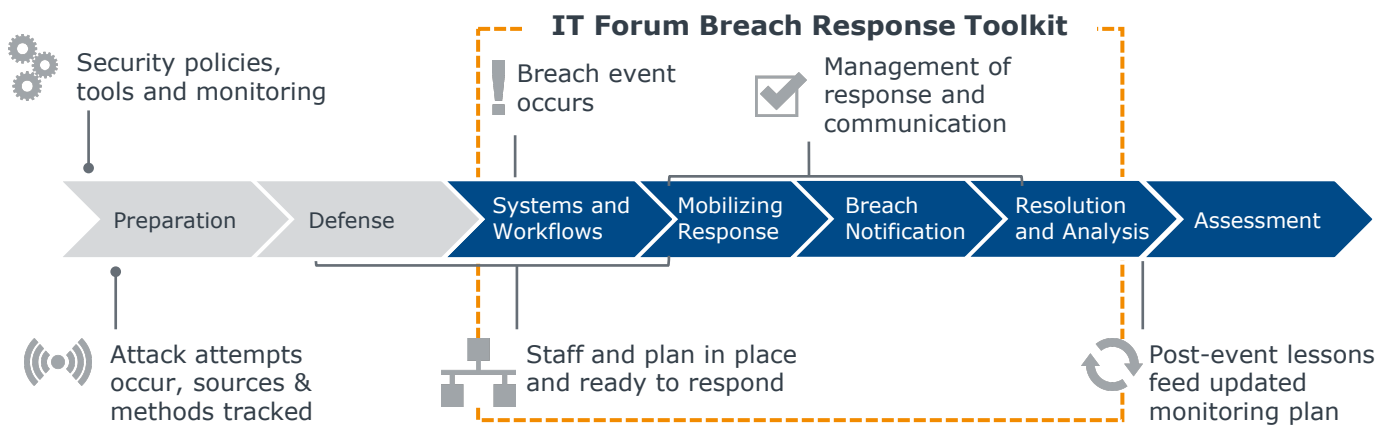 IT Forum Breach Response Toolkit
Security policies,
tools and monitoring
Breach event
occurs
Management of
response and
communication
Preparation
Defense
Systems and
Workflows
Mobilizing
Response
Breach
Notification
Resolution
and Analysis
Assessment
Attack attempts
occur, sources &
methods tracked
Staff and plan in place
and ready to respond
Post-event lessons
feed updated
monitoring plan